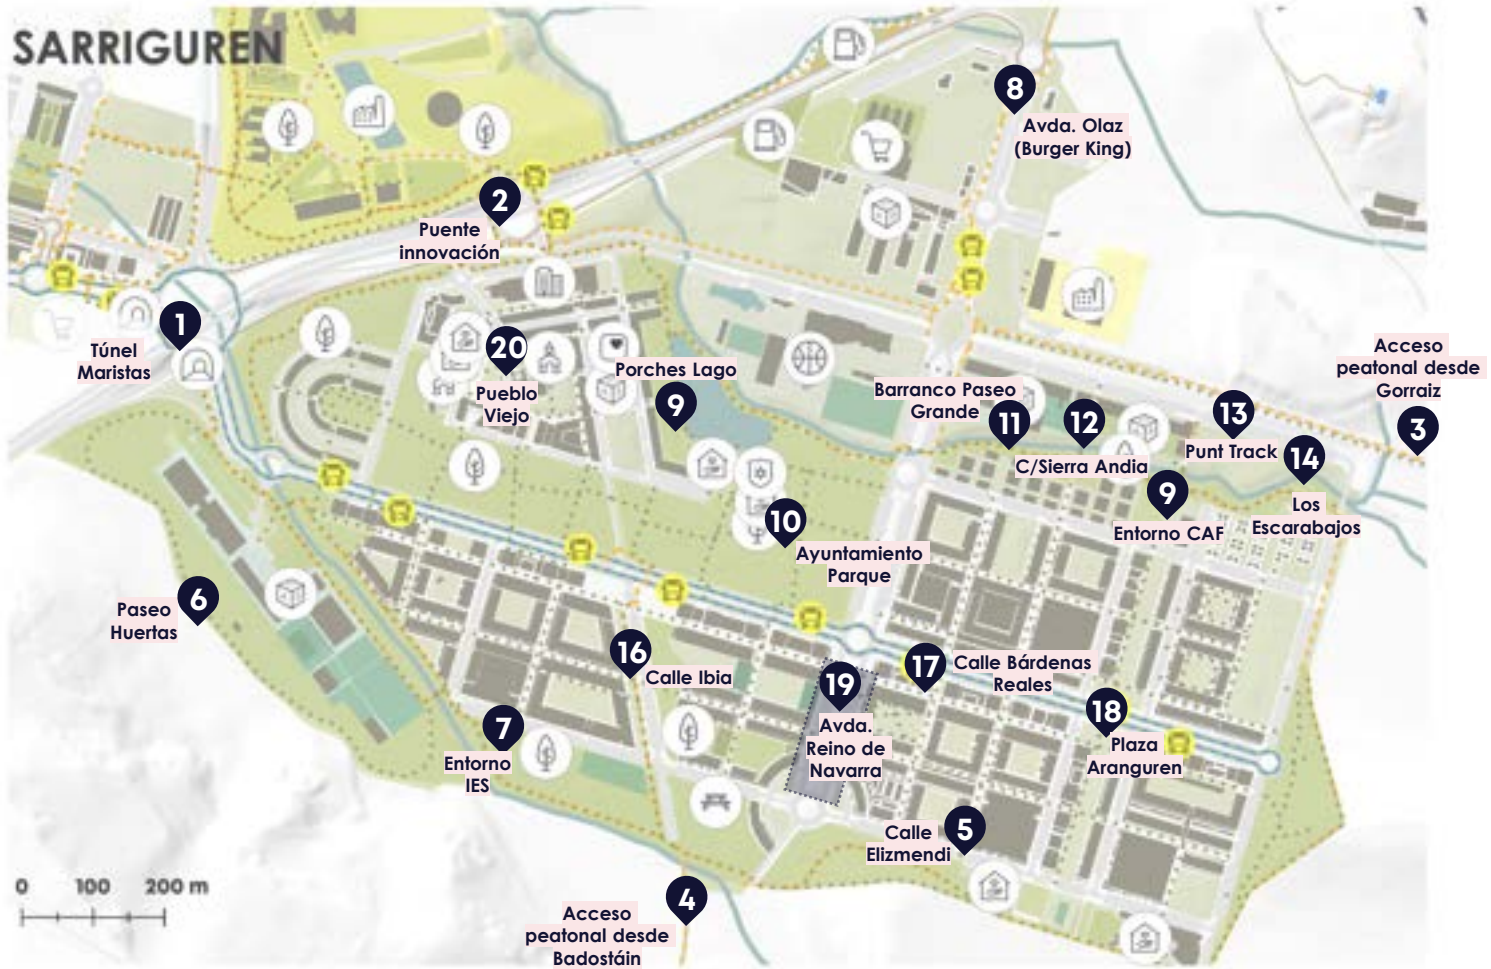 SARRIGUREN
8
Avda. Olaz
(Burger King)
2
Puente
innovación
1
Túnel
Maristas
20
Pueblo
Viejo
Porches Lago
9
Barranco Paseo
Grande
11
12
C/Sierra Andia
13
Punt Track
Acceso
peatonal desde
Gorraiz
3
14
Los
Escarabajos
9
Entorno CAF
10
Ayuntamiento
Parque
6
Paseo
Huertas
16
Calle Ibia
17
Calle Bárdenas
Reales
19
Avda.
Reino de
Navarra
18
Plaza
Aranguren
7
Entorno
IES
Calle
Elizmendi
5
4
Acceso
peatonal desde
Badostáin
0 100 200 m